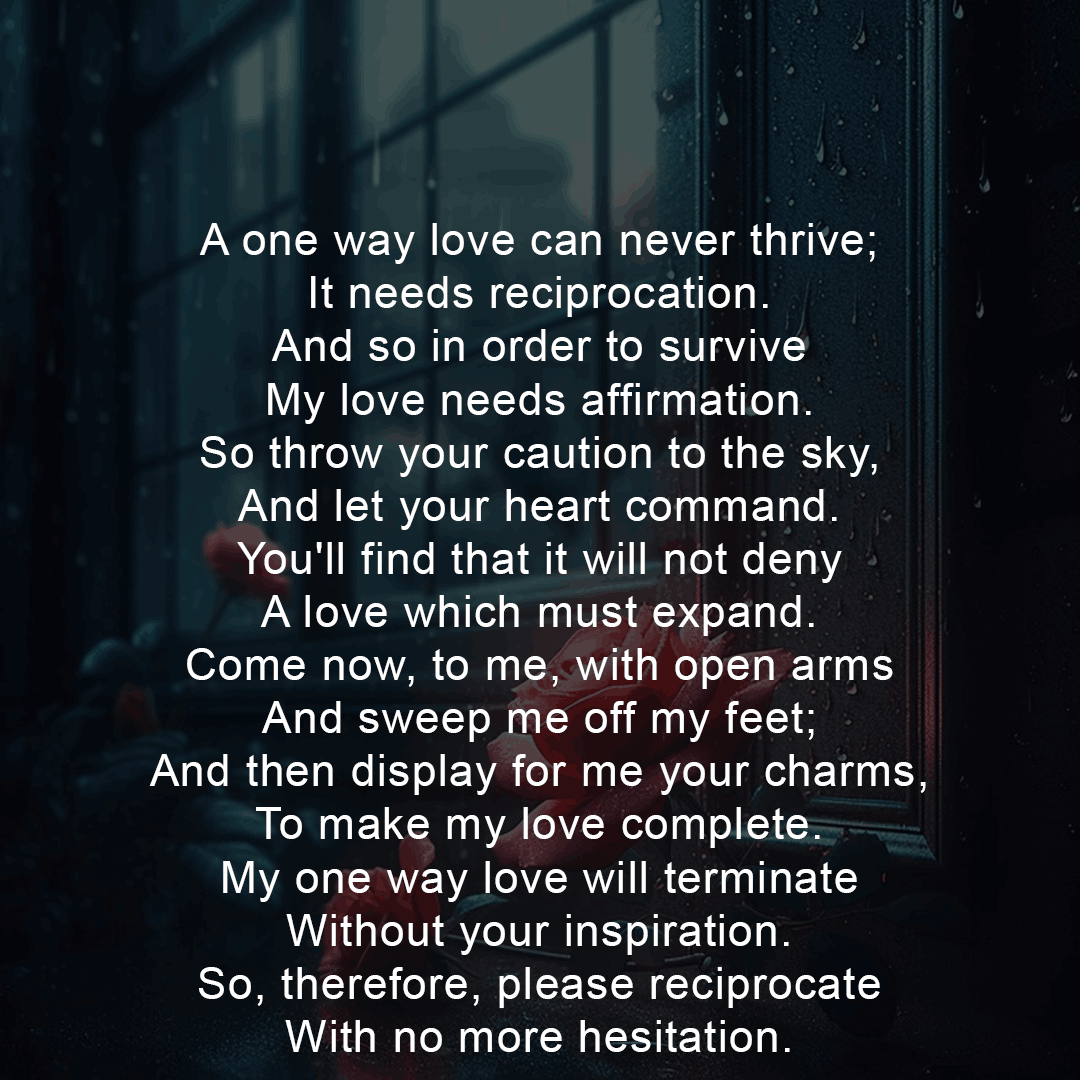 A one way love can never thrive;
It needs reciprocation.
And so in order to survive
My love needs affirmation.
So throw your caution to the sky,
And let your heart command.
You'll find that it will not deny
A love which must expand.
Come now, to me, with open arms
And sweep me off my feet;
And then display for me your charms,
To make my love complete.
My one way love will terminate
Without your inspiration.
So, therefore, please reciprocate
With no more hesitation.